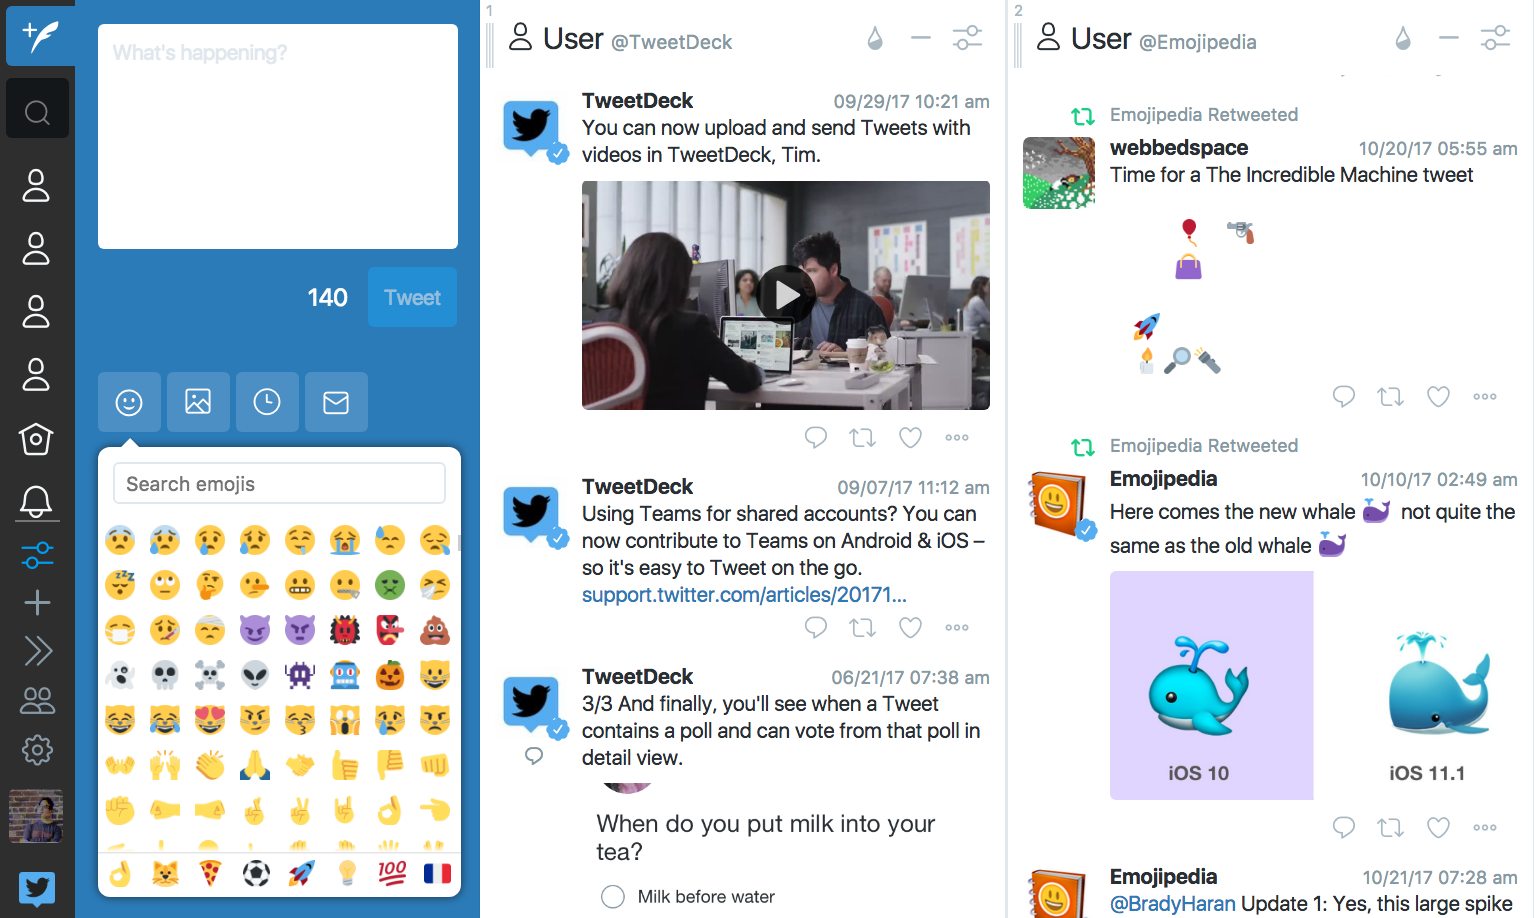 What's happening?
140
Tweet
Search emojis
1
User @TweetDeck
TweetDeck
09/29/17 10:21 am
You can now upload and send Tweets with
videos in TweetDeck, Tim.
TweetDeck
09/07/17 11:12 am
Using Teams for shared accounts? You can
now contribute to Teams on Android & iOS –
so it's easy to Tweet on the go.
support.twitter.com/articles/20171...
TweetDeck
06/21/17 07:38 am
3/3 And finally, you'll see when a Tweet
contains a poll and can vote from that poll in
detail view.
When do you put milk into your
tea?
Milk before water
2
User @Emojipedia
Emojipedia Retweeted
webbedspace
10/20/17 05:55 am
Time for a The Incredible Machine tweet
Emojipedia Retweeted
Emojipedia
10/10/17 02:49 am
Here comes the new whale 🐳 not quite the
same as the old whale 🐳
iOS 10
iOS 11.1
Emojipedia
10/21/17 07:28 am
@BradyHaran Update 1: Yes, this large spike